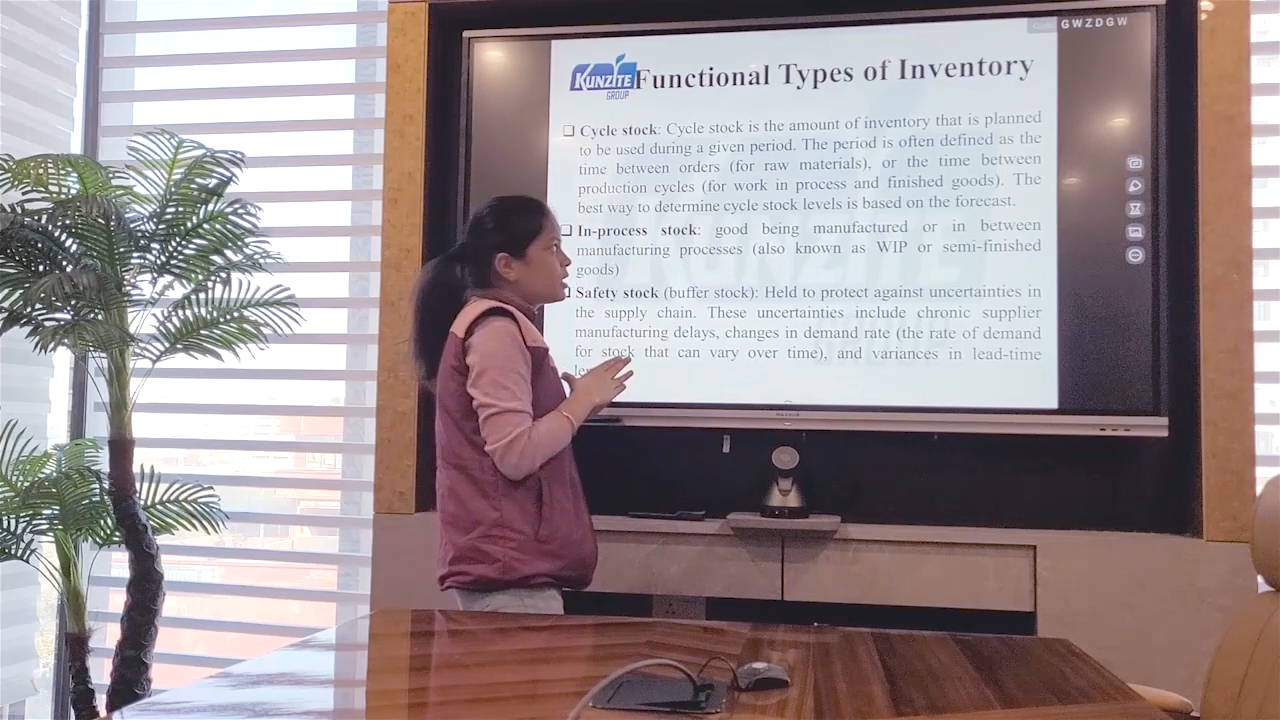 GWZDGW
KUNZITE
GROUP
Functional Types of Inventory
❑ Cycle stock: Cycle stock is the amount of inventory that is planned
to be used during a given period. The period is often defined as the
time between orders (for raw materials), or the time between
production cycles (for work in process and finished goods). The
best way to determine cycle stock levels is based on the forecast.
❑ In-process stock: good being manufactured or in between
manufacturing processes (also known as WIP or semi-finished
goods)
Safety stock (buffer stock): Held to protect against uncertainties in
the supply chain. These uncertainties include chronic supplier
manufacturing delays, changes in demand rate (the rate of demand
for stock that can vary over time), and variances in lead-time
MAXHUB